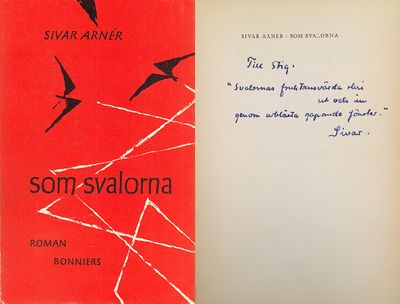 SIVAR ARNÉR
som svalorna
ROMAN
BONNIERS
SIVAR ARNÉR / SOM SVALORNA
Till Stig.
"Svalornas fruktansvärda
ut och in
genom utblåsta gapande fönster."
Sivar.